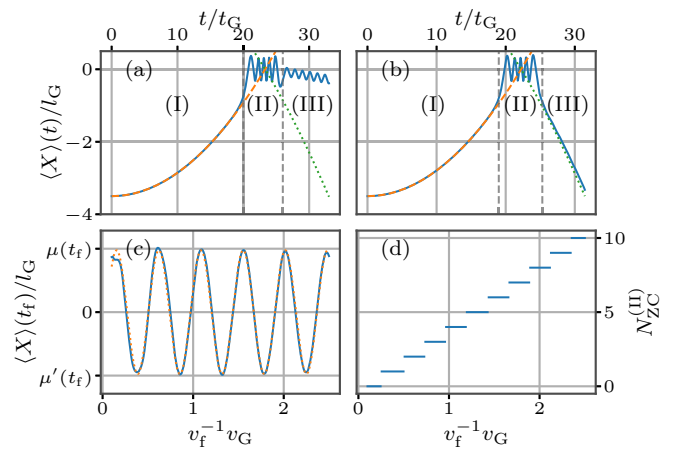 t/t_G
t/t_G
0 10 20 30
0 10 20 30
⟨X⟩(t)/l_G
0
−2
−4
(a)
(I)
(II)
(III)
(b)
(I)
(II)
(III)
⟨X⟩(t_f)/l_G
μ(t_f)
0
μ′(t_f)
(c)
(d)
10
5
0
N_ZC^(II)
0 1 2
0 1 2
v_f^−1 v_G
v_f^−1 v_G